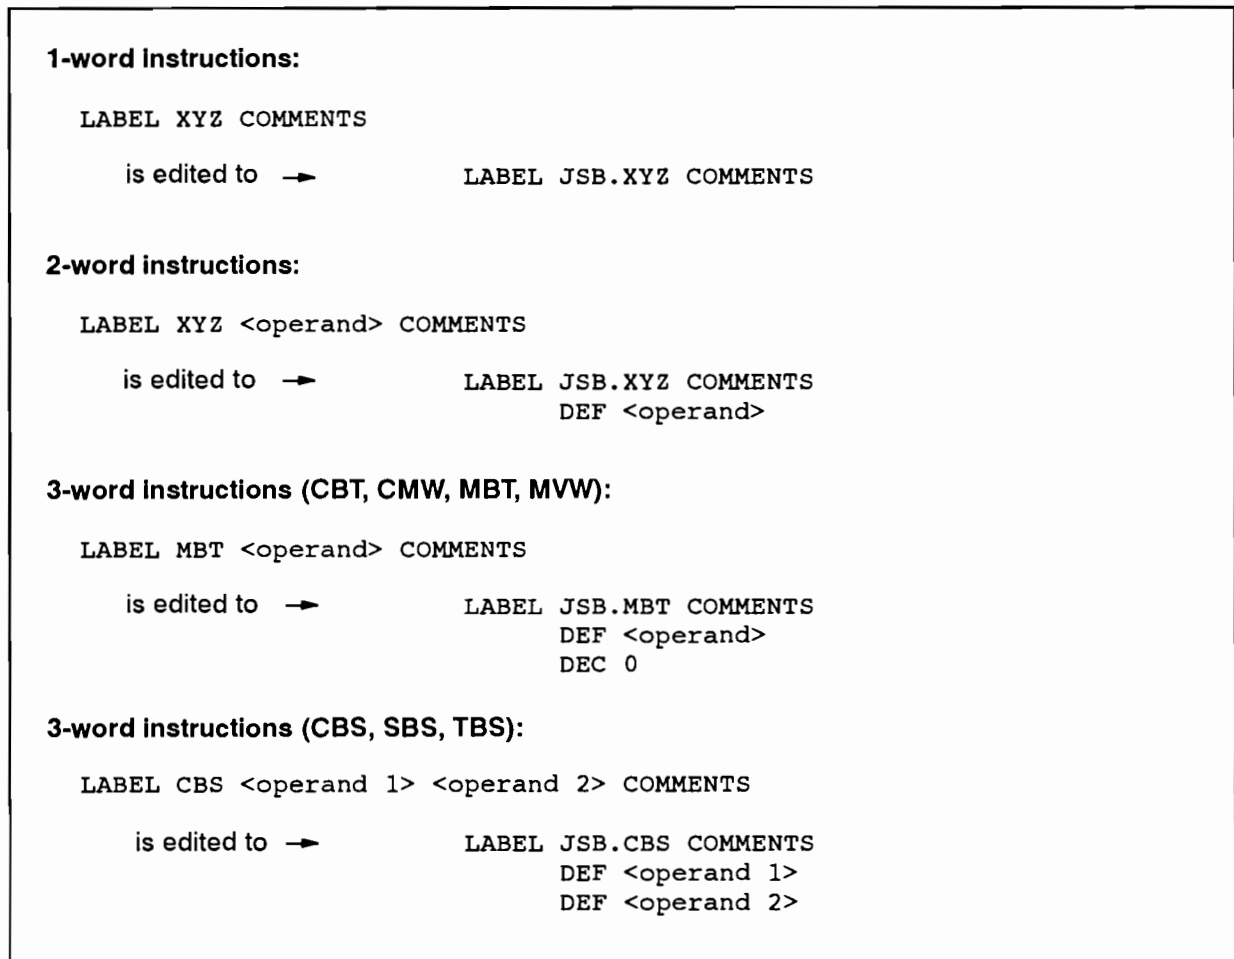 1-word instructions:
LABEL XYZ COMMENTS
is edited to → LABEL JSB.XYZ COMMENTS
2-word instructions:
LABEL XYZ <operand> COMMENTS
is edited to → LABEL JSB.XYZ COMMENTS
DEF <operand>
3-word instructions (CBT, CMW, MBT, MVW):
LABEL MBT <operand> COMMENTS
is edited to → LABEL JSB.MBT COMMENTS
DEF <operand>
DEC 0
3-word instructions (CBS, SBS, TBS):
LABEL CBS <operand 1> <operand 2> COMMENTS
is edited to → LABEL JSB.CBS COMMENTS
DEF <operand 1>
DEF <operand 2>